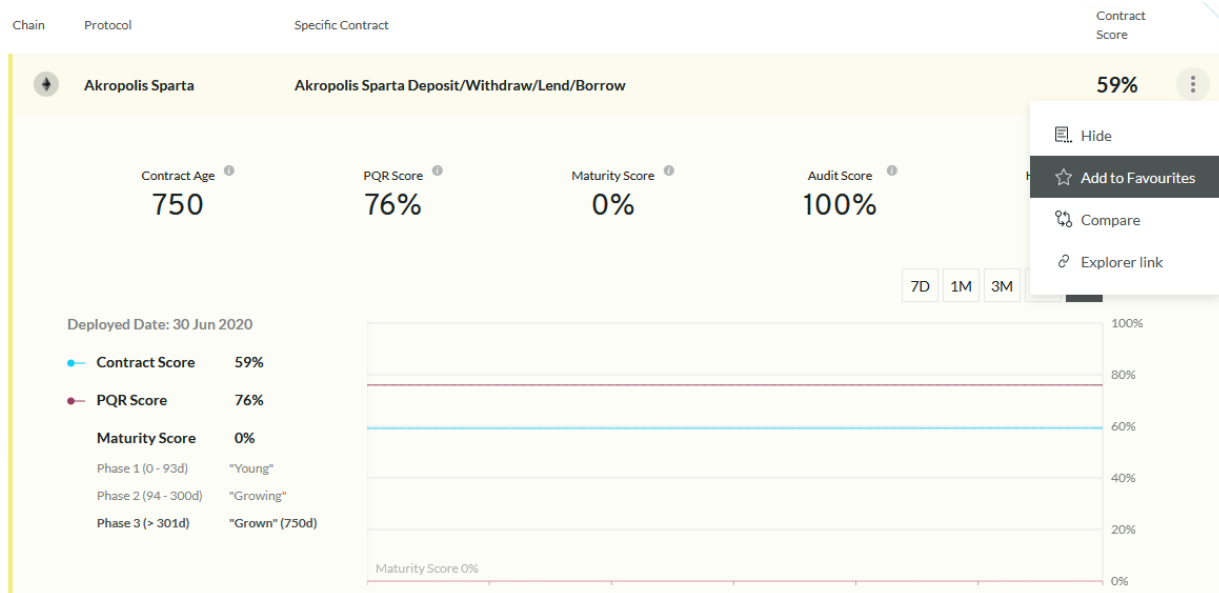 Chain Protocol Specific Contract Contract Score
Akropolis Sparta Akropolis Sparta Deposit/Withdraw/Lend/Borrow 59%
Hide
Add to Favourites
Compare
Explorer link
Contract Age PQR Score Maturity Score Audit Score
750 76% 0% 100%
7D 1M 3M
Deployed Date: 30 Jun 2020
Contract Score 59%
PQR Score 76%
Maturity Score 0%
Phase 1 (0 - 93d) "Young"
Phase 2 (94 - 300d) "Growing"
Phase 3 (> 301d) "Grown" (750d)
100%
80%
60%
40%
20%
0%
Maturity Score 0%